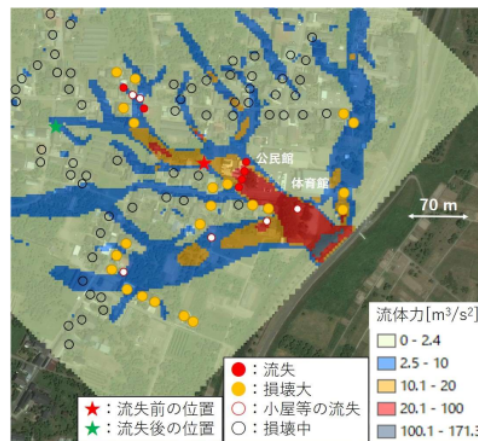 公民館
体育館
70 m
流体力[m³/s²]
0 - 2.4
2.5 - 10
10.1 - 20
20.1 - 100
100.1 - 171.3
：流失
：損壊大
：小屋等の流失
：損壊中
★：流失前の位置
★：流失後の位置